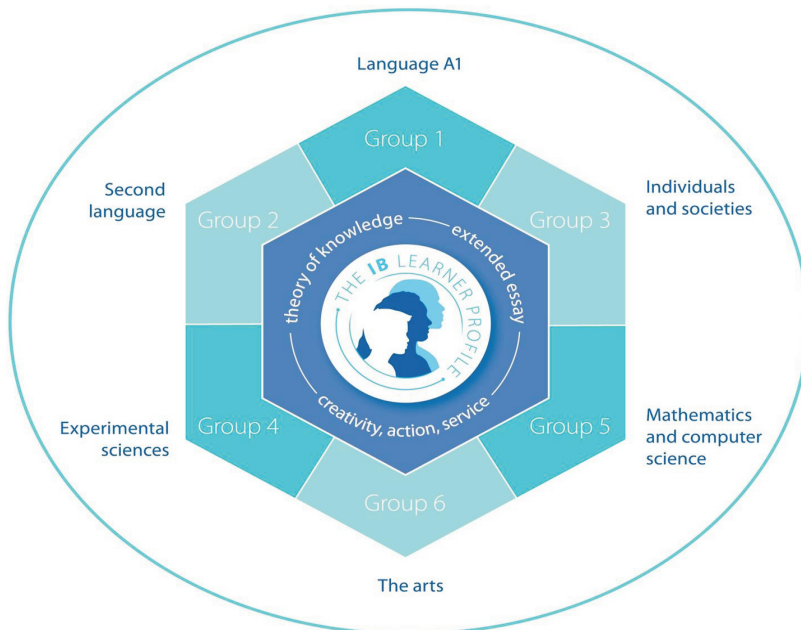 Language A1
Group 1
Second
language
Group 2
Individuals
and societies
Group 3
theory of knowledge
extended essay
THE IB LEARNER PROFILE
creativity, action, service
Experimental
sciences
Group 4
Mathematics
and computer
science
Group 5
Group 6
The arts